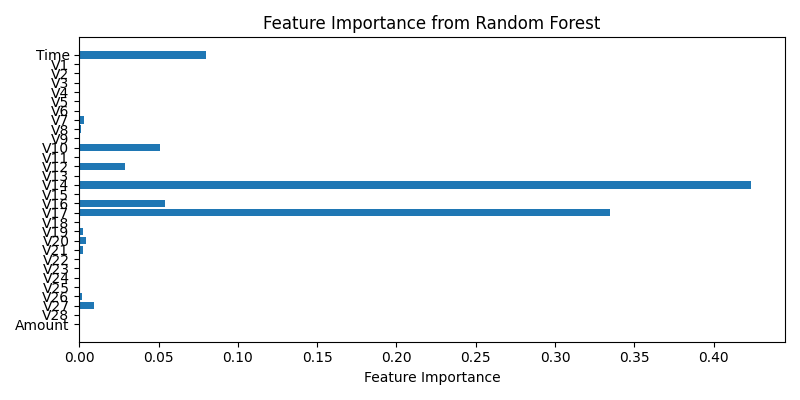 Feature Importance from Random Forest
Time
V1
V2
V3
V4
V5
V6
V7
V8
V9
V10
V11
V12
V13
V14
V15
V16
V17
V18
V19
V20
V21
V22
V23
V24
V25
V26
V27
V28
Amount
0.00 0.05 0.10 0.15 0.20 0.25 0.30 0.35 0.40
Feature Importance